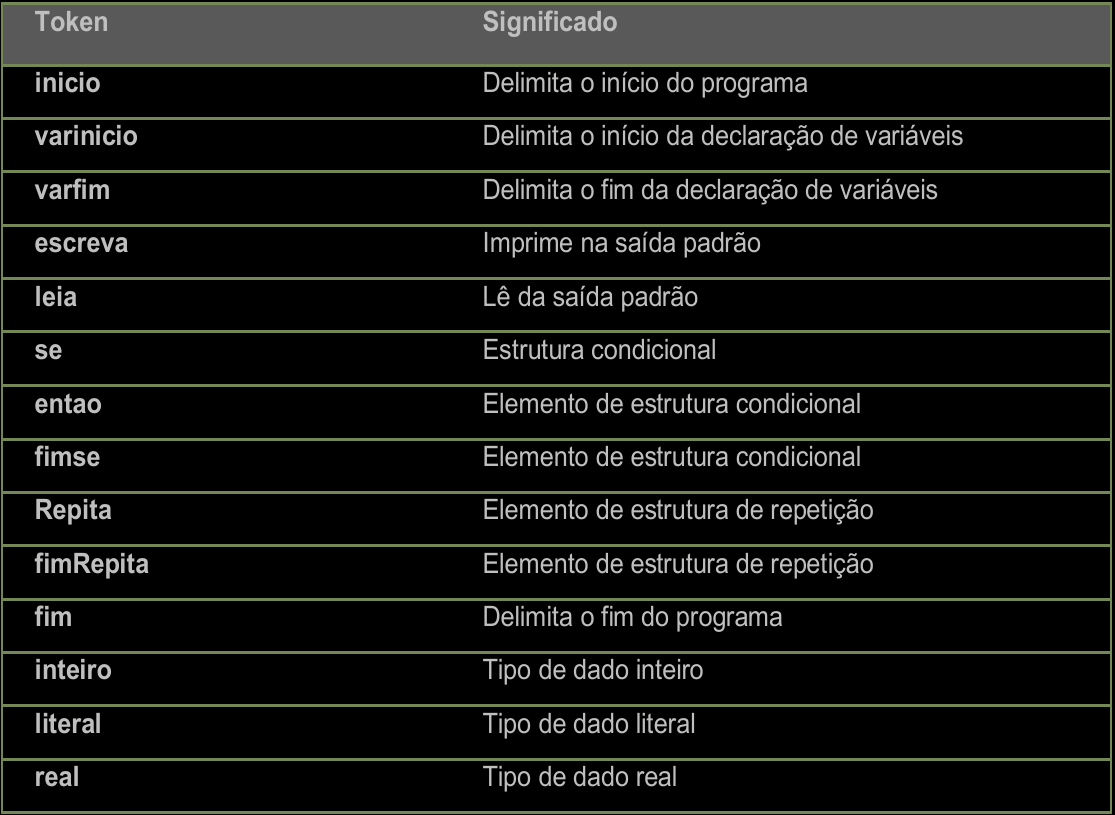 Token Significado
inicio Delimita o início do programa
varinicio Delimita o início da declaração de variáveis
varfim Delimita o fim da declaração de variáveis
escreva Imprime na saída padrão
leia Lê da saída padrão
se Estrutura condicional
entao Elemento de estrutura condicional
fimse Elemento de estrutura condicional
Repita Elemento de estrutura de repetição
fimRepita Elemento de estrutura de repetição
fim Delimita o fim do programa
inteiro Tipo de dado inteiro
literal Tipo de dado literal
real Tipo de dado real